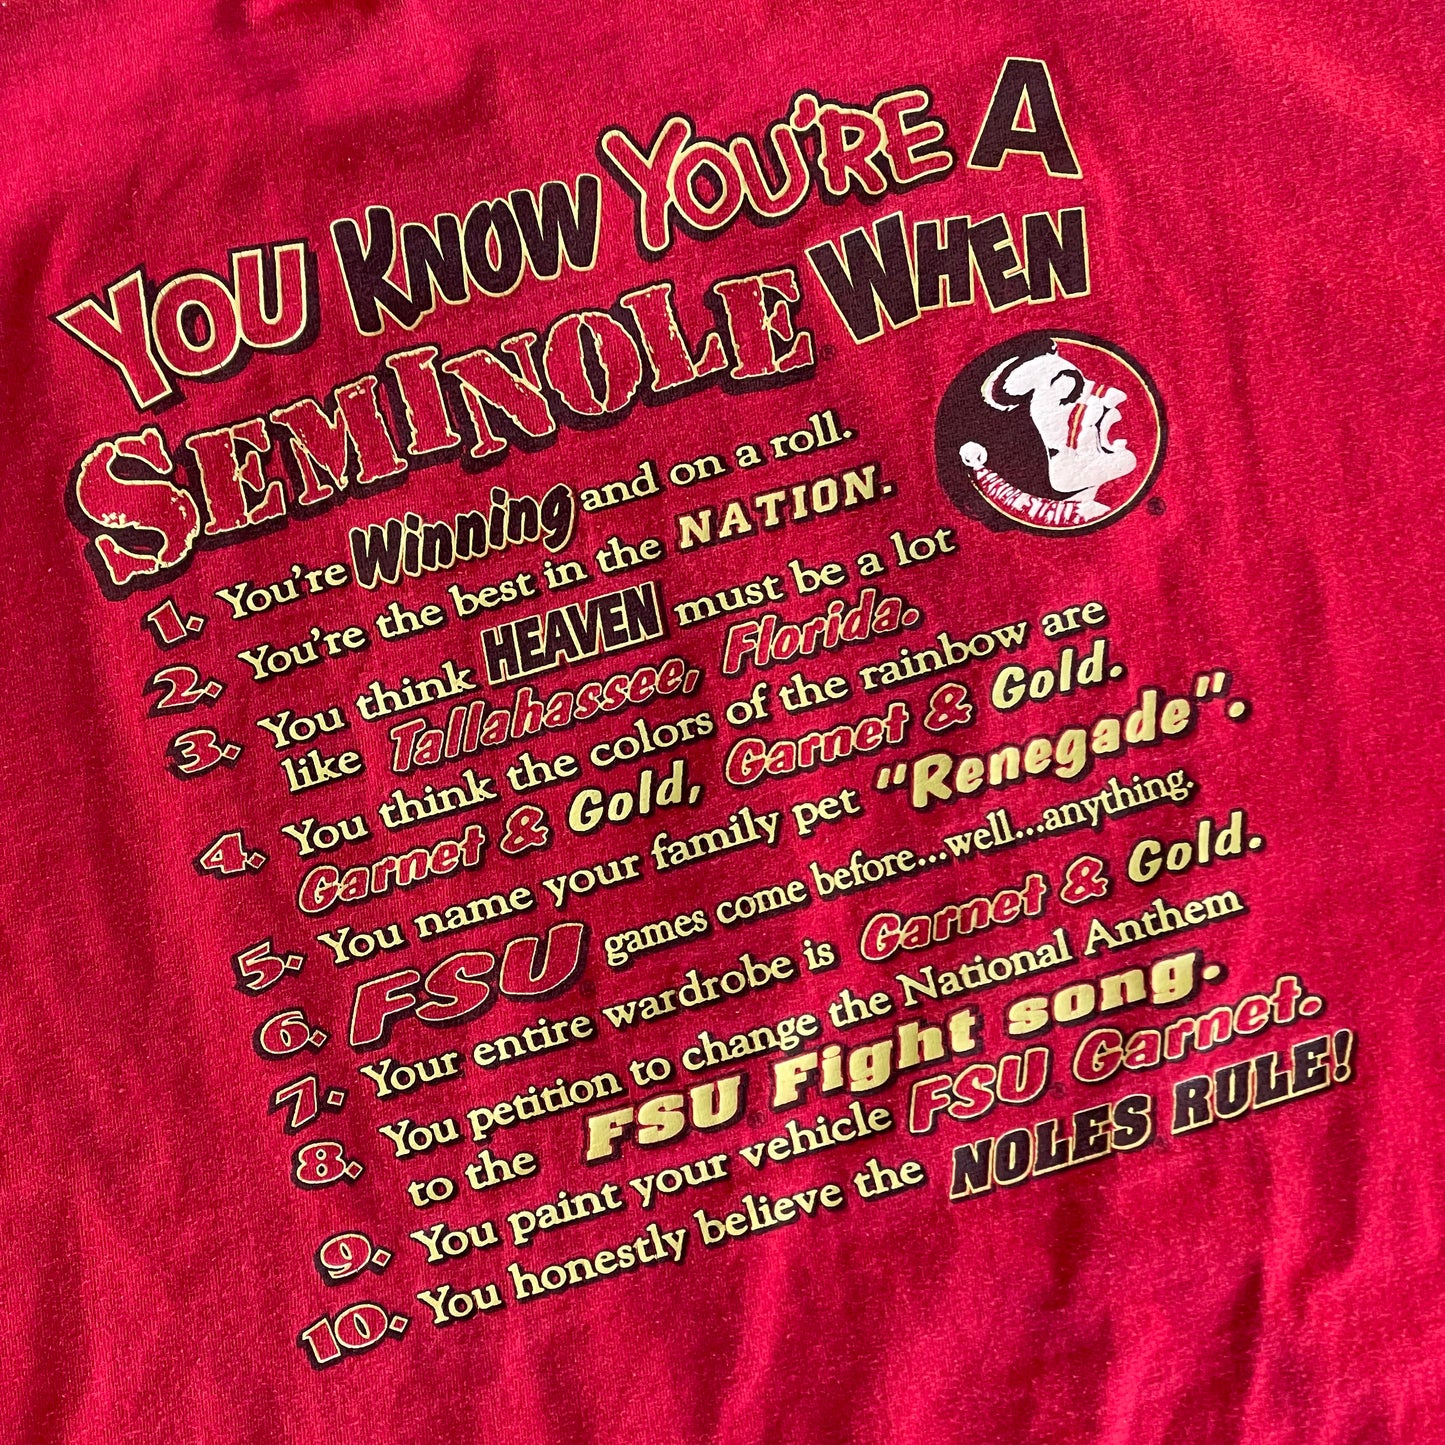 YOU KNOW YOU'RE A
SEMINOLE® WHEN
1. You're Winning and on a roll.
2. You're the best in the NATION.
3. You think HEAVEN must be a lot
like Tallahassee, Florida.
4. You think the colors of the rainbow are
Garnet & Gold, Garnet & Gold.
5. You name your family pet "Renegade".
6. FSU games come before...well...anything.
7. Your entire wardrobe is Garnet & Gold.
8. You petition to change the National Anthem
to the FSU Fight song.
9. You paint your vehicle FSU Garnet.
10. You honestly believe the NOLES RULE!